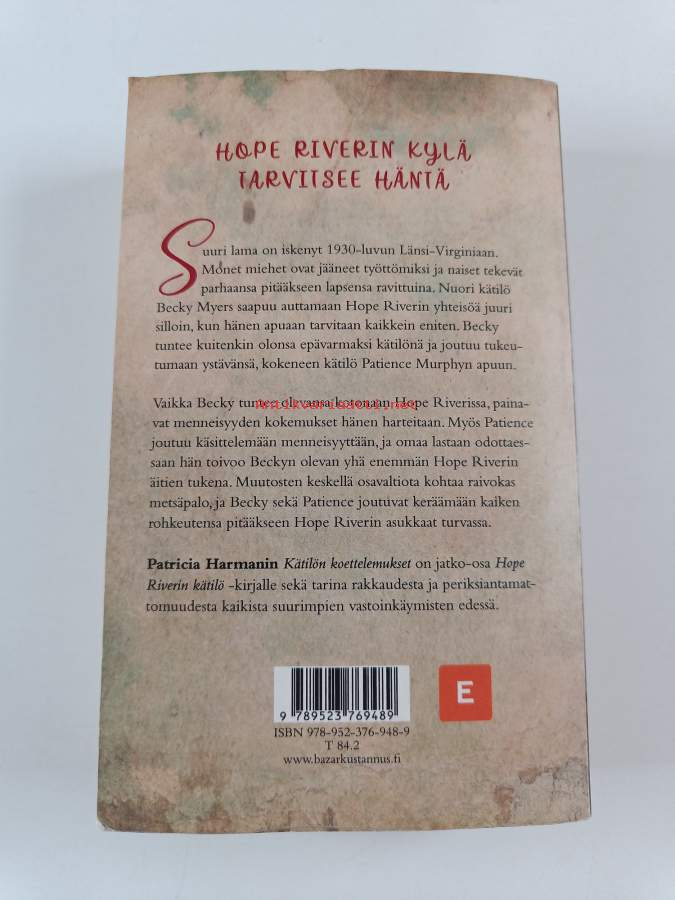 HOPE RIVERIN KYLÄ
TARVITSEE HÄNTÄ
Suuri lama on iskenyt 1930-luvun Länsi-Virginiaan.
Monet miehet ovat jääneet työttömiksi ja naiset tekevät
parhaansa pitääkseen lapsensa ravittuina. Nuori kätilö
Becky Myers saapuu auttamaan Hope Riverin yhteisöä juuri
silloin, kun hänen apuaan tarvitaan kaikkein eniten. Becky
tuntee kuitenkin olonsa epävarmaksi kätilönä ja joutuu tukeu-
tumaan ystävänsä, kokeneen kätilö Patience Murphyn apuun.
Vaikka Becky tuntee olevansa kotonaan Hope Riverissa, paina-
Antikvariaatti.net
vat menneisyyden kokemukset hänen harteitaan. Myös Patience
joutuu käsittelemään menneisyyttään, ja omaa lastaan odottaes-
saan hän toivoo Beckyn olevan yhä enemmän Hope Riverin
äitien tukena. Muutosten keskellä osavaltiota kohtaa raivokas
metsäpalo, ja Becky sekä Patience joutuvat keräämään kaiken
rohkeutensa pitääkseen Hope Riverin asukkaat turvassa.
Patricia Harmanin Kätilön koettelemukset on jatko-osa Hope
Riverin kätilö -kirjalle sekä tarina rakkaudesta ja periksiantamat-
tomuudesta kaikista suurimpien vastoinkäymisten edessä.
9 789523 769489
E
ISBN 978-952-376-948-9
T 84.2
www.bazarkustannus.fi